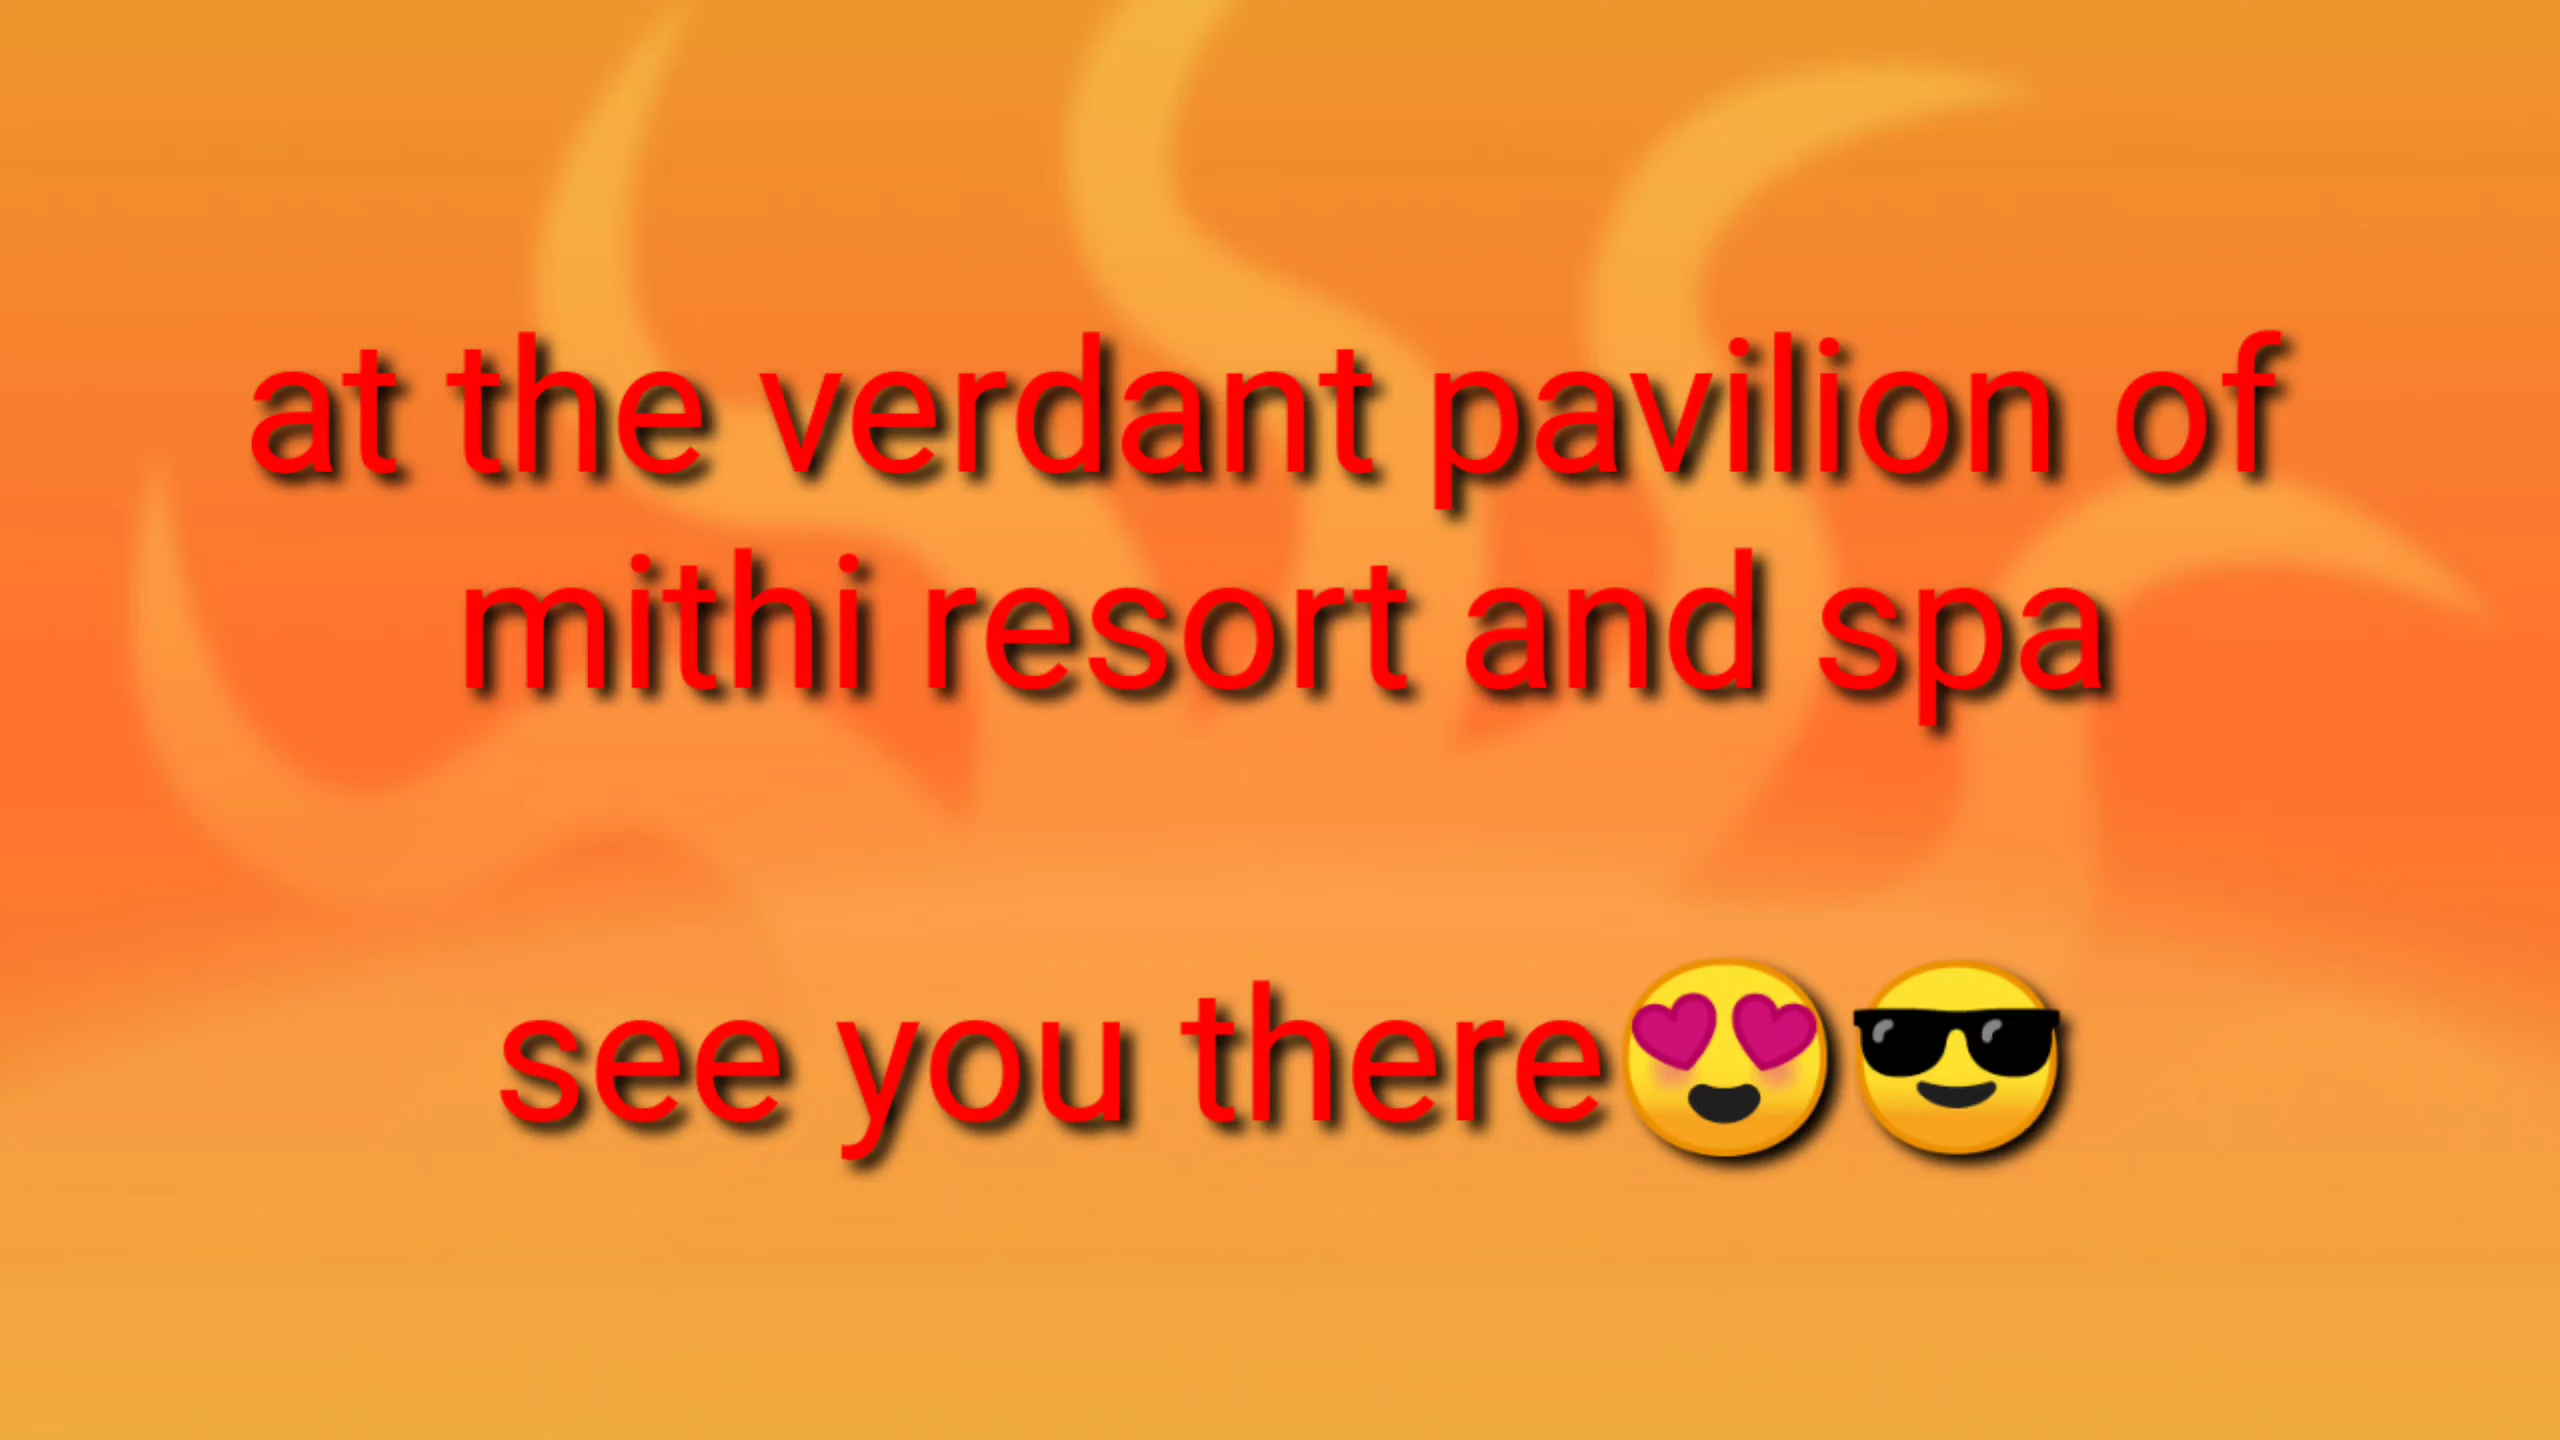 at the verdant pavilion of
mithi resort and spa
see you there😍😎